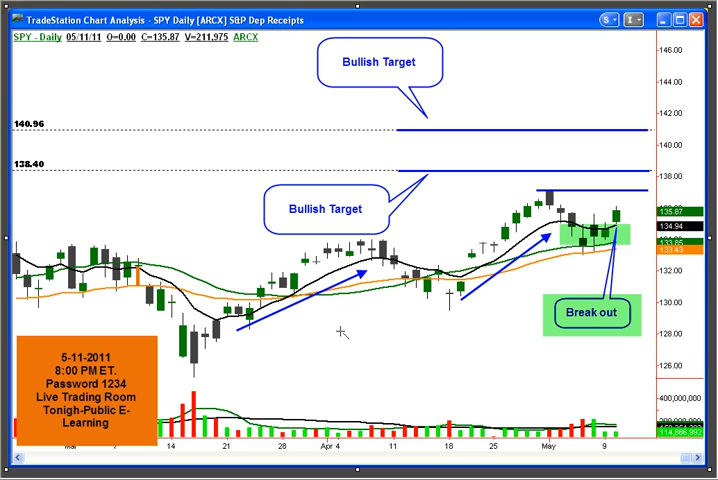 TradeStation Chart Analysis - SPY Daily [ARCX] S&P Dep Receipts
S
I
SPY - Daily 05/11/11 O=0.00 C=135.87 V=211,975 ARCX
146.00
144.00
142.00
140.00
138.00
135.87
134.94
133.85
133.43
132.00
130.00
128.00
126.00
400,000,000
114,866,992
Bullish Target
140.96
138.40
Bullish Target
Break out
5-11-2011
8:00 PM ET.
Password 1234
Live Trading Room
Tonigh-Public E-
Learning
7 14 21 28 Apr 4 11 18 25 May 9